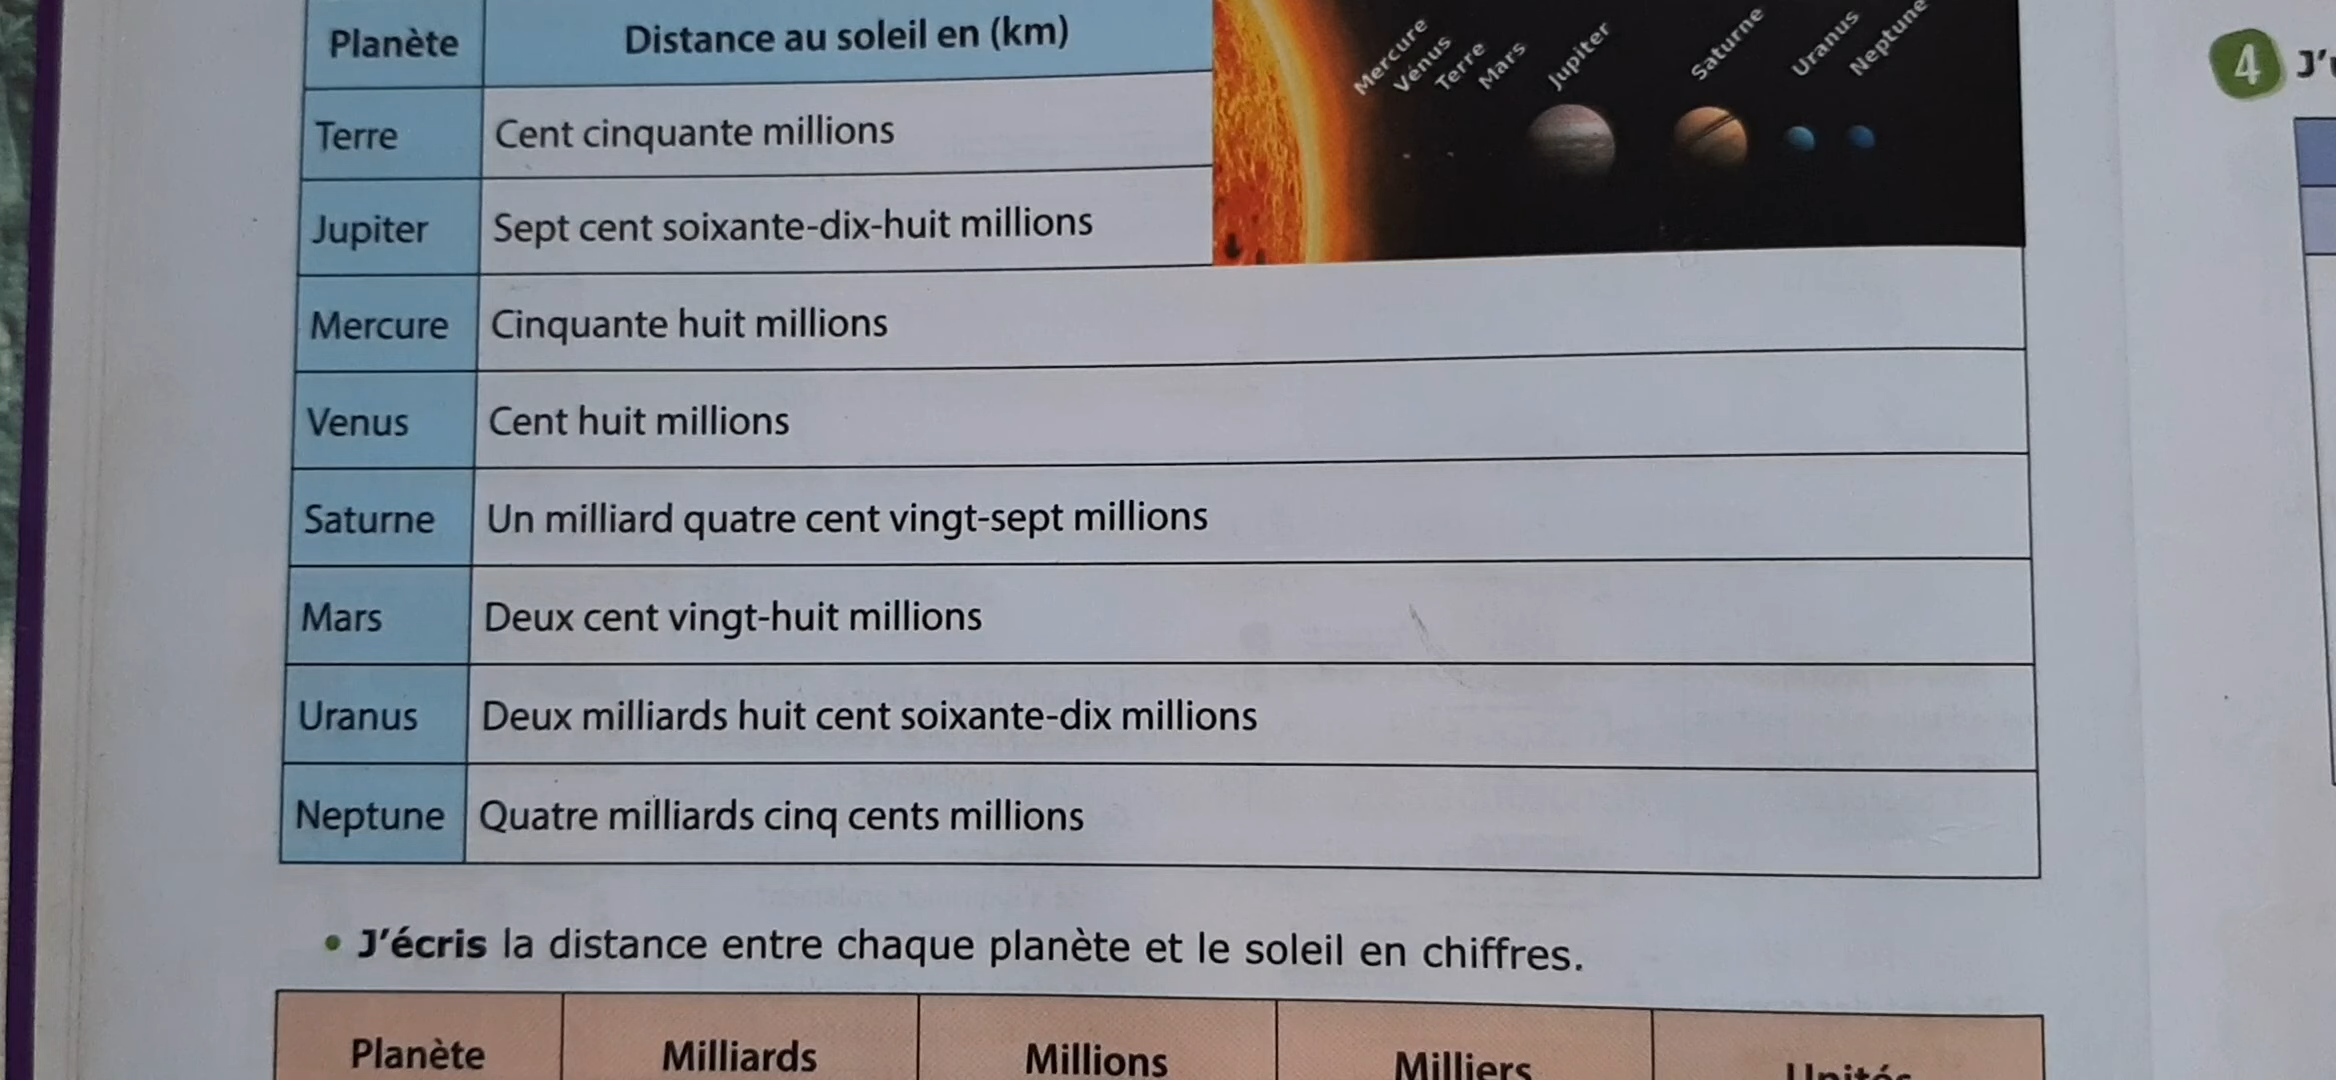 Planète Distance au soleil en (km)
Mercure
Vénus
Terre
Mars
Jupiter
Saturne
Uranus
Neptune
Terre Cent cinquante millions
Jupiter Sept cent soixante-dix-huit millions
Mercure Cinquante huit millions
Venus Cent huit millions
Saturne Un milliard quatre cent vingt-sept millions
Mars Deux cent vingt-huit millions
Uranus Deux milliards huit cent soixante-dix millions
Neptune Quatre milliards cinq cents millions
• J'écris la distance entre chaque planète et le soleil en chiffres.
Planète Milliards Millions Milliers Unités
4